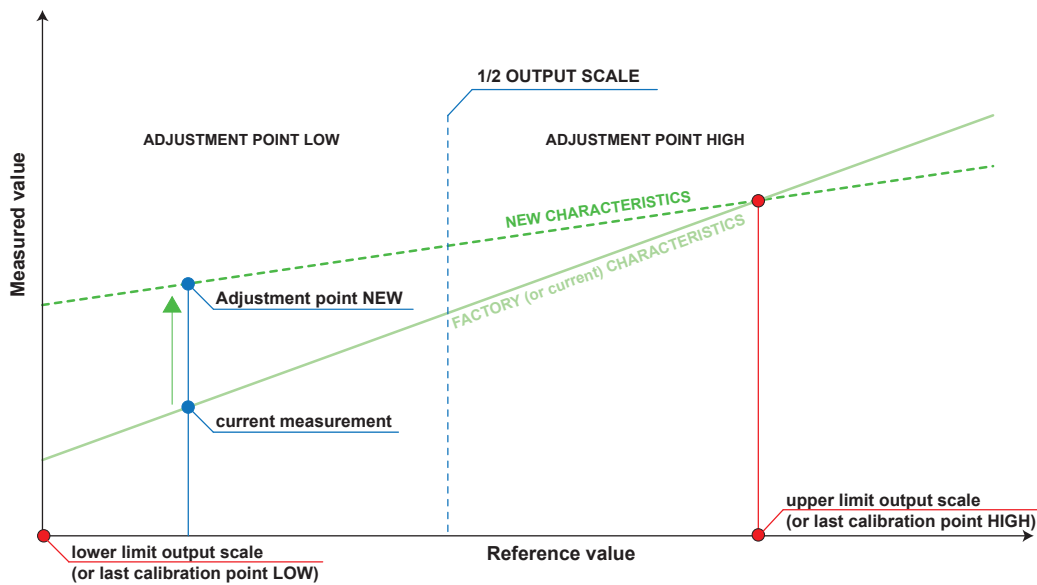 1/2 OUTPUT SCALE
ADJUSTMENT POINT LOW
ADJUSTMENT POINT HIGH
Measured value
NEW CHARACTERISTICS
FACTORY (or current) CHARACTERISTICS
Adjustment point NEW
current measurement
upper limit output scale
(or last calibration point HIGH)
lower limit output scale
(or last calibration point LOW)
Reference value